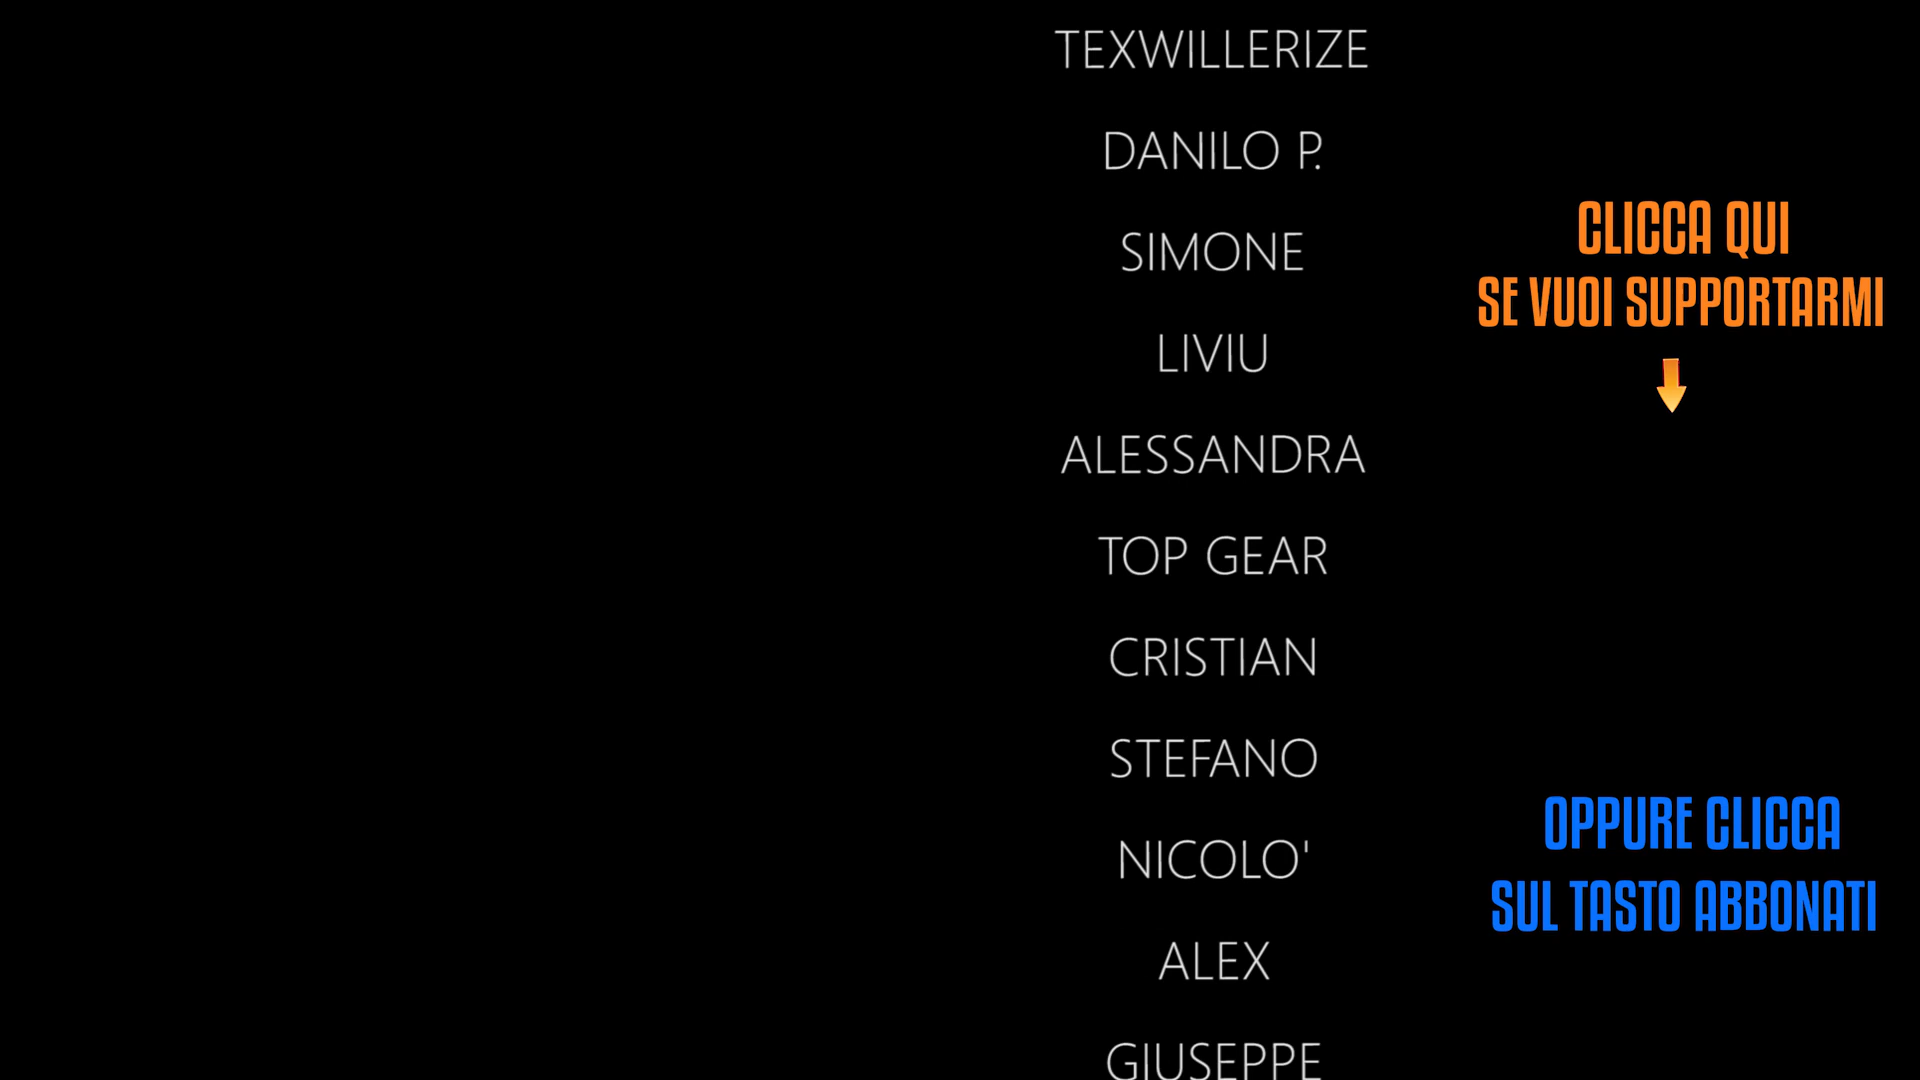 TEXWILLERIZE
DANILO P.
SIMONE
LIVIU
ALESSANDRA
TOP GEAR
CRISTIAN
STEFANO
NICOLO'
ALEX
GIUSEPPE
CLICCA QUI
SE VUOI SUPPORTARMI
OPPURE CLICCA
SUL TASTO ABBONATI